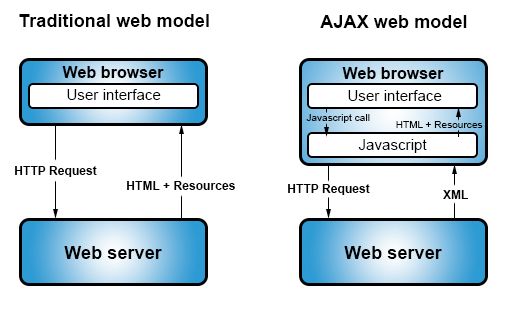 Traditional web model
Web browser
User interface
HTTP Request
HTML + Resources
Web server
AJAX web model
Web browser
User interface
Javascript call
HTML + Resources
Javascript
HTTP Request
XML
Web server